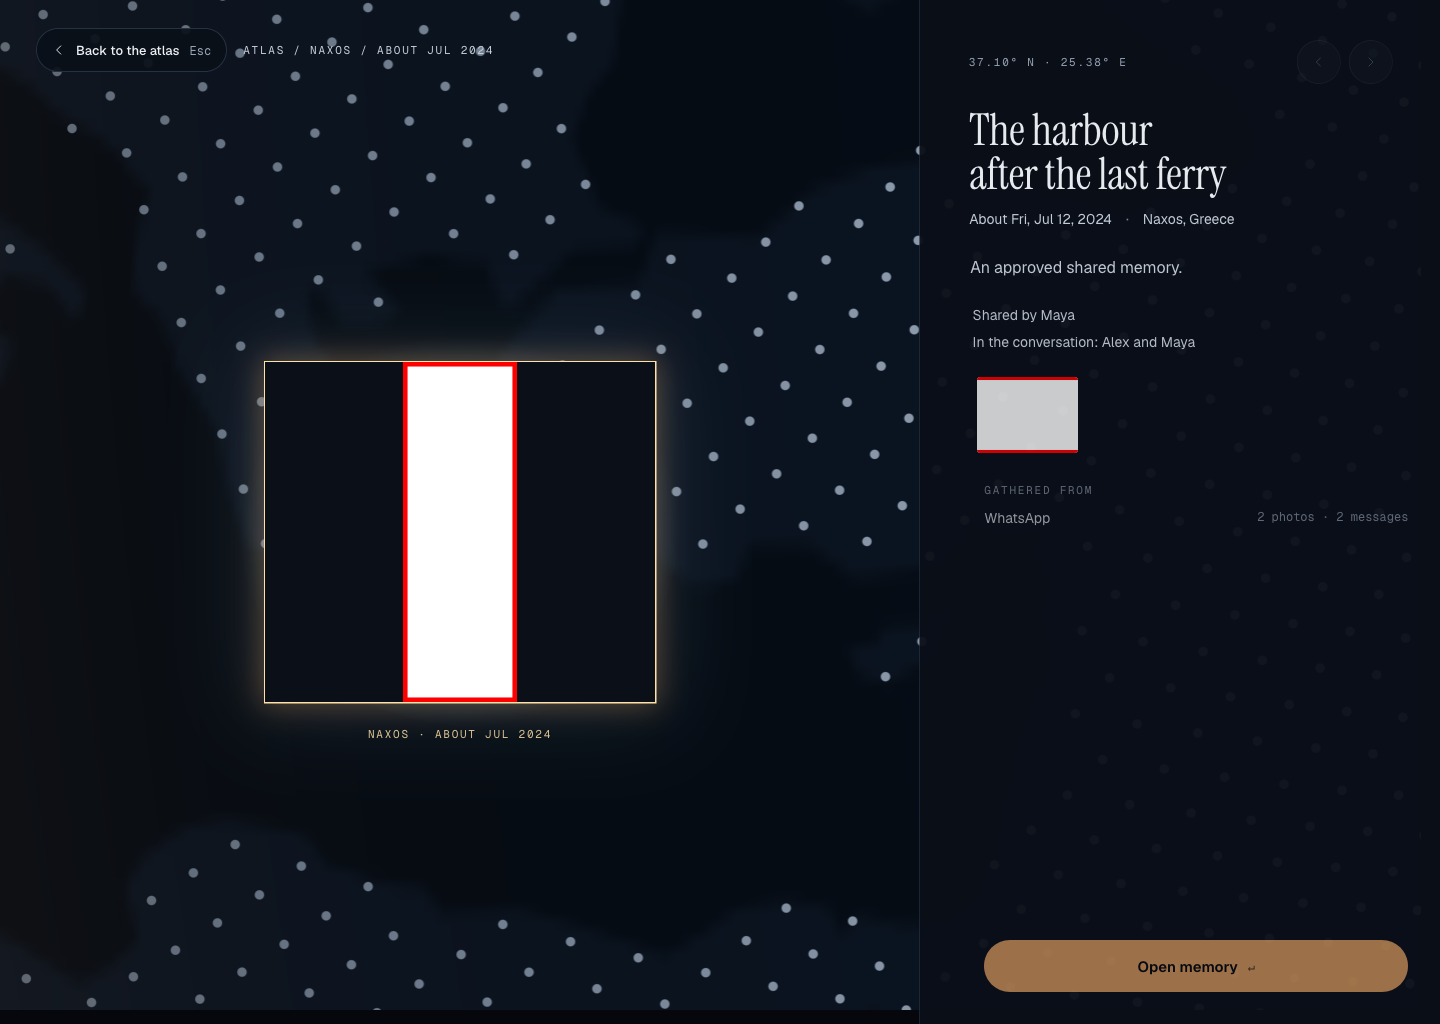 Back to the atlas Esc
ATLAS / NAXOS / ABOUT JUL 2024
37.10° N · 25.38° E
The harbour
after the last ferry
About Fri, Jul 12, 2024 · Naxos, Greece
An approved shared memory.
Shared by Maya
In the conversation: Alex and Maya
GATHERED FROM
WhatsApp 2 photos · 2 messages
NAXOS · ABOUT JUL 2024
Open memory ↵